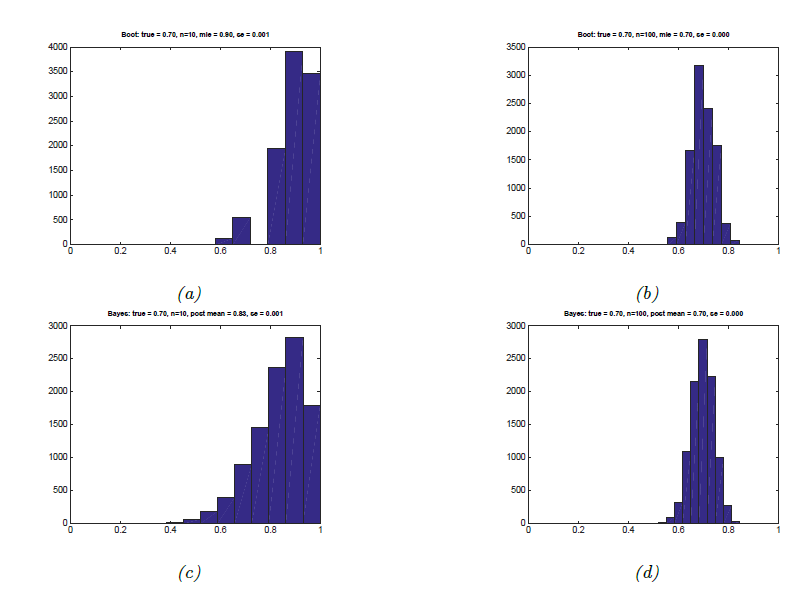 Boot: true = 0.70, n=10, mle = 0.90, se = 0.001
4000
3500
3000
2500
2000
1500
1000
500
0
0 0.2 0.4 0.6 0.8 1
(a)
Boot: true = 0.70, n=100, mle = 0.70, se = 0.000
3500
3000
2500
2000
1500
1000
500
0
0 0.2 0.4 0.6 0.8 1
(b)
Bayes: true = 0.70, n=10, post mean = 0.83, se = 0.001
3000
2500
2000
1500
1000
500
0
0 0.2 0.4 0.6 0.8 1
(c)
Bayes: true = 0.70, n=100, post mean = 0.70, se = 0.000
3000
2500
2000
1500
1000
500
0
0 0.2 0.4 0.6 0.8 1
(d)